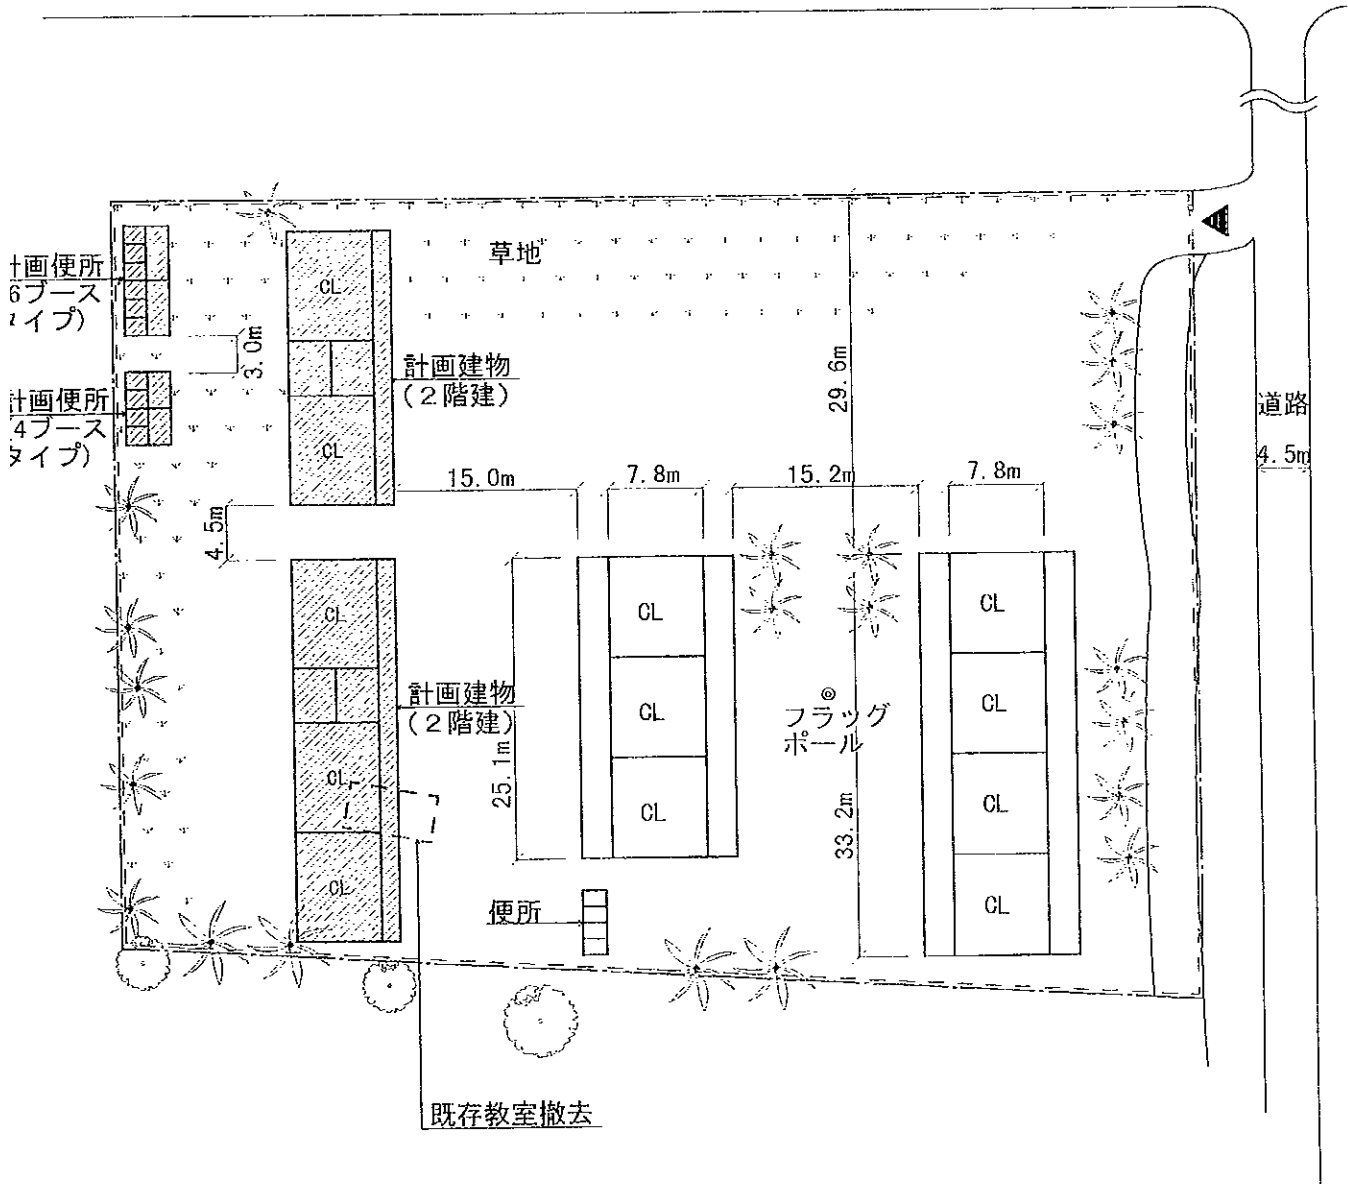 草地
計画便所
6ブース
タイプ)
3.0m
計画便所
4ブース
タイプ)
CL
CL
計画建物
(2階建)
29.6m
道路
4.5m
15.0m
7.8m
15.2m
7.8m
4.5m
CL
CL
CL
計画建物
(2階建)
25.1m
CL
CL
CL
フラッグ
ポール
33.2m
CL
CL
CL
CL
便所
既存教室撤去